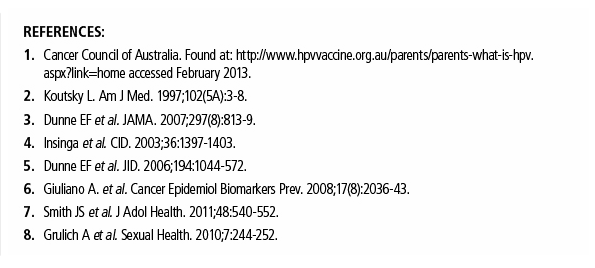 REFERENCES:
1. Cancer Council of Australia. Found at: http://www.hpvvaccine.org.au/parents/parents-what-is-hpv.
aspx?link=home accessed February 2013.
2. Koutsky L. Am J Med. 1997;102(5A):3-8.
3. Dunne EF et al. JAMA. 2007;297(8):813-9.
4. Insinga et al. CID. 2003;36:1397-1403.
5. Dunne EF et al. JID. 2006;194:1044-572.
6. Giuliano A. et al. Cancer Epidemiol Biomarkers Prev. 2008;17(8):2036-43.
7. Smith JS et al. J Adol Health. 2011;48:540-552.
8. Grulich A et al. Sexual Health. 2010;7:244-252.